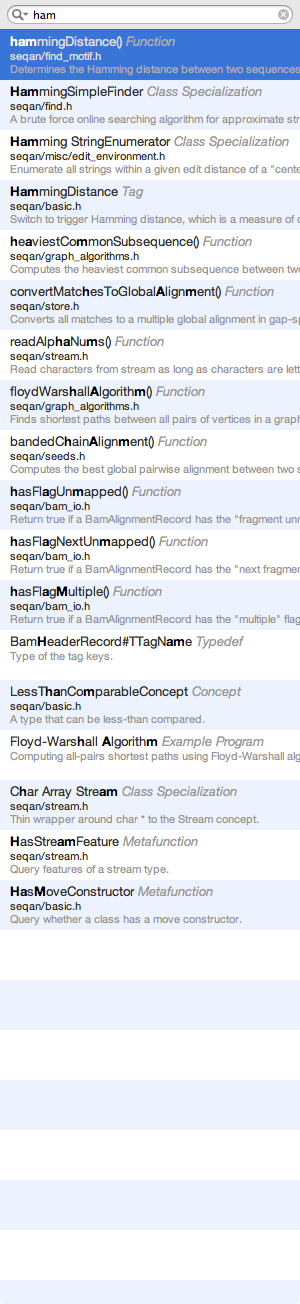 ham
hammingDistance() Function
seqan/find_motif.h
Determines the Hamming distance between two sequences
HammingSimpleFinder Class Specialization
seqan/find.h
A brute force online searching algorithm for approximate str
Hamming StringEnumerator Class Specialization
seqan/misc/edit_environment.h
Enumerate all strings within a given edit distance of a "cente
HammingDistance Tag
seqan/basic.h
Switch to trigger Hamming distance, which is a measure of c
heaviestCommonSubsequence() Function
seqan/graph_algorithms.h
Computes the heaviest common subsequence between two
convertMatchesToGlobalAlignment() Function
seqan/store.h
Converts all matches to a multiple global alignment in gap-sp
readAlphaNums() Function
seqan/stream.h
Read characters from stream as long as characters are lett
floydWarshallAlgorithm() Function
seqan/graph_algorithms.h
Finds shortest paths between all pairs of vertices in a graph
bandedChainAlignment() Function
seqan/seeds.h
Computes the best global pairwise alignment between two s
hasFlagUnmapped() Function
seqan/bam_io.h
Return true if a BamAlignmentRecord has the "fragment unr
hasFlagNextUnmapped() Function
seqan/bam_io.h
Return true if a BamAlignmentRecord has the "next fragmen
hasFlagMultiple() Function
seqan/bam_io.h
Return true if a BamAlignmentRecord has the "multiple" flag
BamHeaderRecord#TTagName Typedef
Type of the tag keys.
LessThanComparableConcept Concept
seqan/basic.h
A type that can be less-than compared.
Floyd-Warshall Algorithm Example Program
Computing all-pairs shortest paths using Floyd-Warshall alg
Char Array Stream Class Specialization
seqan/stream.h
Thin wrapper around char * to the Stream concept.
HasStreamFeature Metafunction
seqan/stream.h
Query features of a stream type.
HasMoveConstructor Metafunction
seqan/basic.h
Query whether a class has a move constructor.